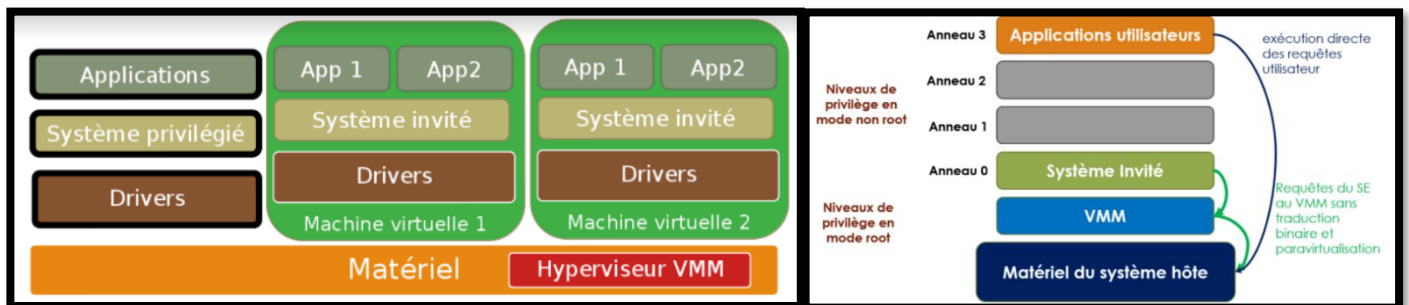 Applications
Système privilégié
Drivers
App 1
App2
Système invité
Drivers
Machine virtuelle 1
App 1
App2
Système invité
Drivers
Machine virtuelle 2
Matériel
Hyperviseur VMM
Anneau 3
Applications utilisateurs
exécution directe
des requêtes
utilisateur
Anneau 2
Niveaux de
privilège en
mode non root
Anneau 1
Anneau 0
Système Invité
Niveaux de
privilège en
mode root
VMM
Requêtes du SE
au VMM sans
traduction
binaire et
paravirtualisation
Matériel du système hôte